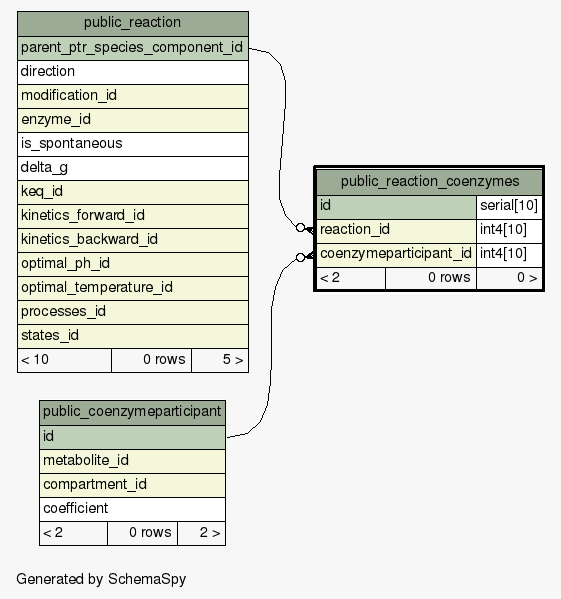 public_reaction
parent_ptr_species_component_id
direction
modification_id
enzyme_id
is_spontaneous
delta_g
keq_id
kinetics_forward_id
kinetics_backward_id
optimal_ph_id
optimal_temperature_id
processes_id
states_id
< 10 0 rows 5 >
public_reaction_coenzymes
id serial[10]
reaction_id int4[10]
coenzymeparticipant_id int4[10]
< 2 0 rows 0 >
public_coenzymeparticipant
id
metabolite_id
compartment_id
coefficient
< 2 0 rows 2 >
Generated by SchemaSpy